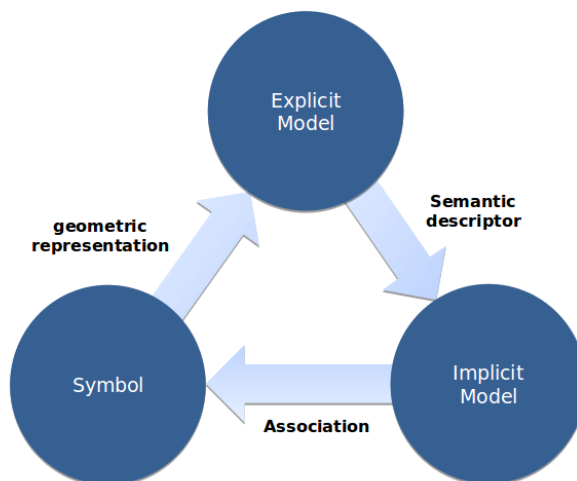 Explicit
Model
geometric
representation
Semantic
descriptor
Symbol
Implicit
Model
Association